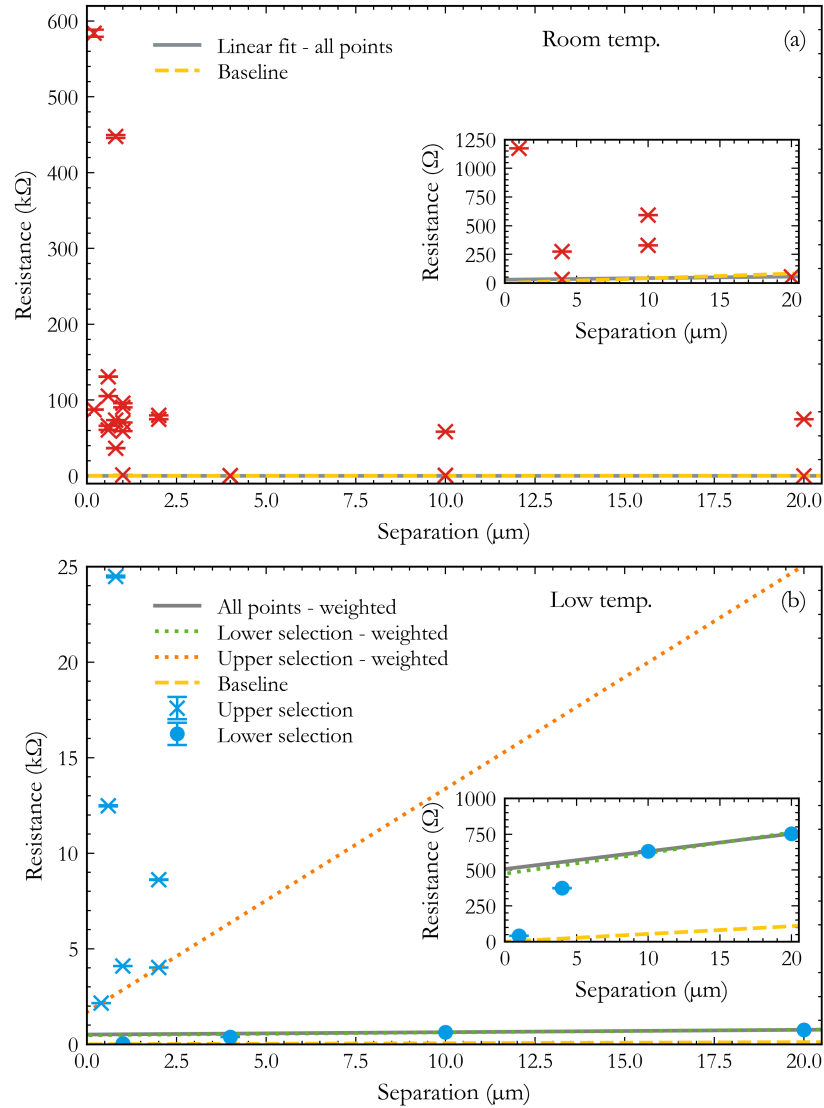 600
500
400
300
200
100
0
Resistance (kΩ)
Linear fit - all points
Baseline
Room temp.
(a)
1250
1000
750
500
250
0
Resistance (Ω)
0 5 10 15 20
Separation (μm)
0.0 2.5 5.0 7.5 10.0 12.5 15.0 17.5 20.0
Separation (μm)
25
20
15
10
5
0
Resistance (kΩ)
All points - weighted
Lower selection - weighted
Upper selection - weighted
Baseline
Upper selection
Lower selection
Low temp.
(b)
1000
750
500
250
0
Resistance (Ω)
0 5 10 15 20
Separation (μm)
0.0 2.5 5.0 7.5 10.0 12.5 15.0 17.5 20.0
Separation (μm)